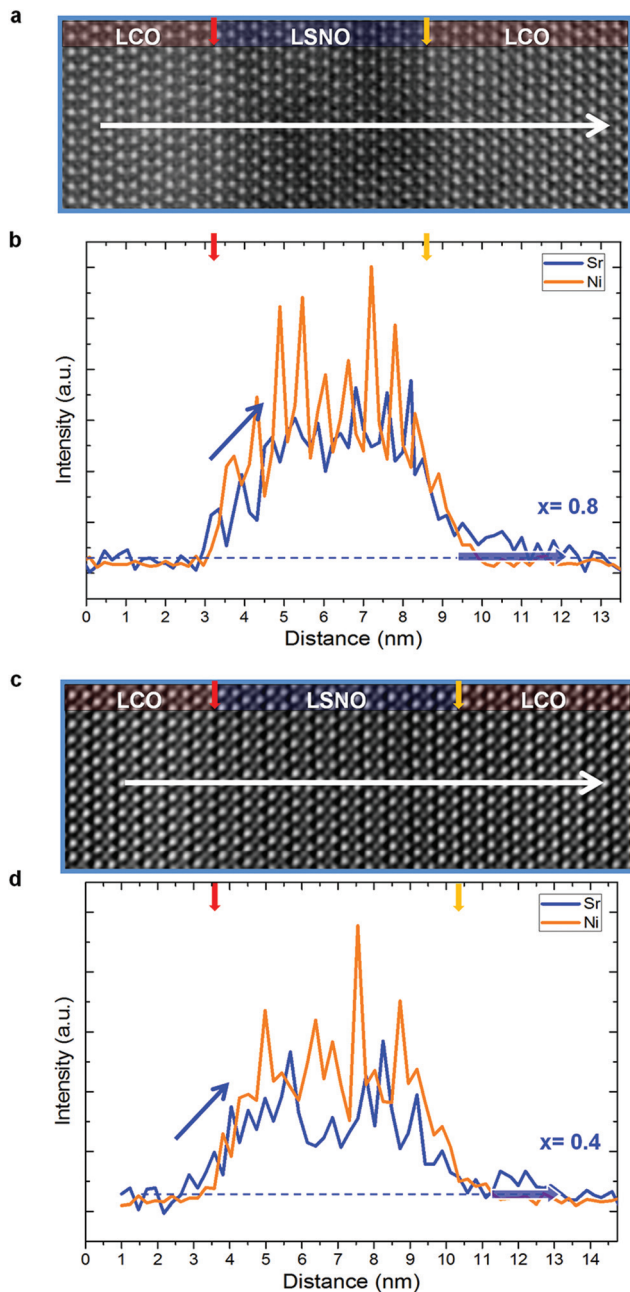 a
LCO LSNO LCO
b
Sr
Ni
Intensity (a.u.)
x= 0.8
0 1 2 3 4 5 6 7 8 9 10 11 12 13
Distance (nm)
c
LCO LSNO LCO
d
Sr
Ni
Intensity (a.u.)
x= 0.4
0 1 2 3 4 5 6 7 8 9 10 11 12 13 14
Distance (nm)